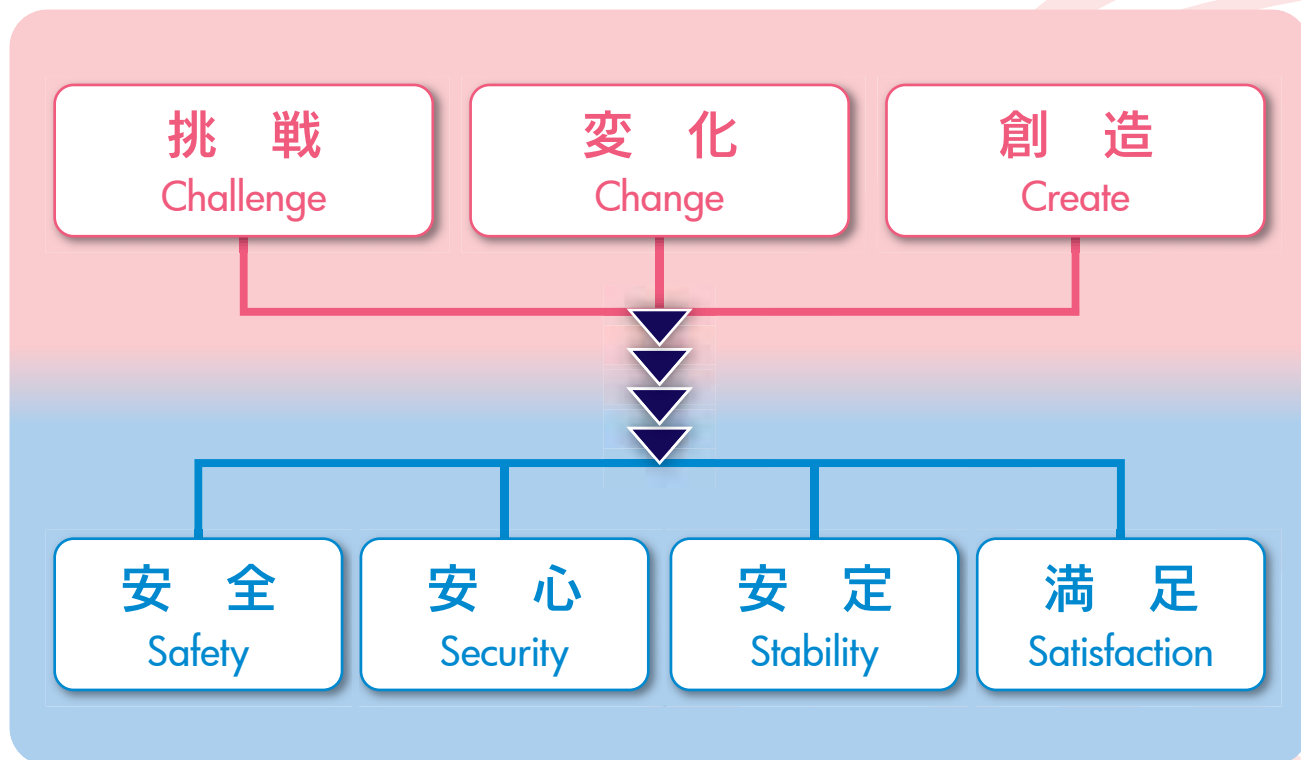 挑　戦
Challenge
変　化
Change
創　造
Create
安　全
Safety
安　心
Security
安　定
Stability
満　足
Satisfaction